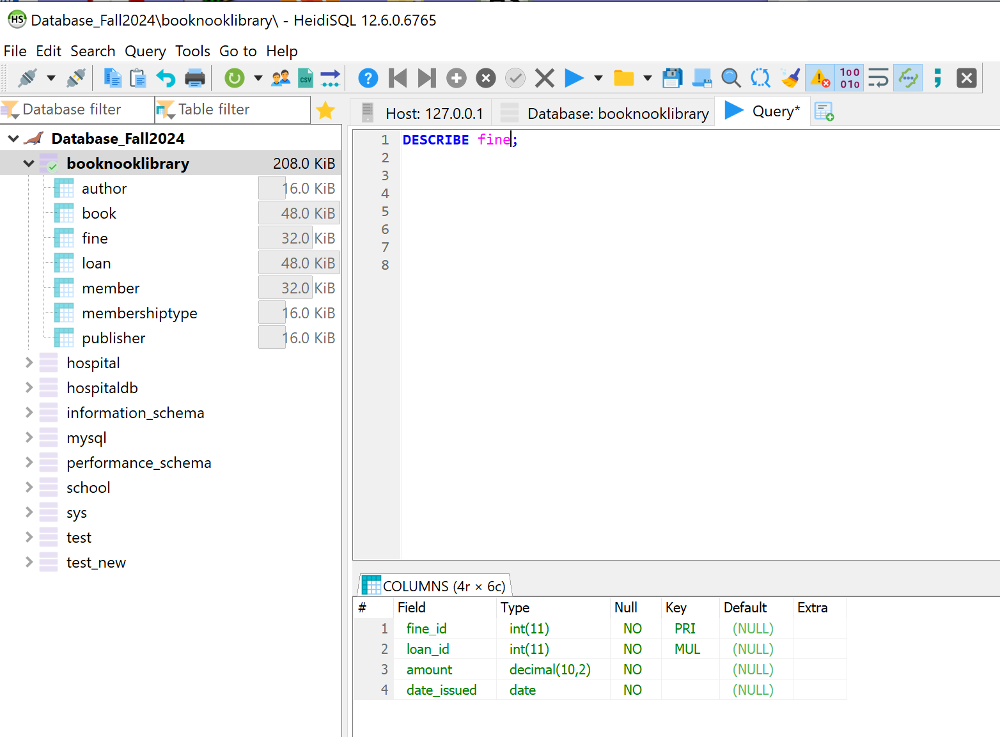 HS Database_Fall2024\booknooklibrary\ - HeidiSQL 12.6.0.6765
File Edit Search Query Tools Go to Help
CSV ? 100 010 ;
Database filter Table filter
Host: 127.0.0.1 Database: booknooklibrary Query*
Database_Fall2024
booknooklibrary 208.0 KiB
author 16.0 KiB
book 48.0 KiB
fine 32.0 KiB
loan 48.0 KiB
member 32.0 KiB
membershiptype 16.0 KiB
publisher 16.0 KiB
hospital
hospitaldb
information_schema
mysql
performance_schema
school
sys
test
test_new
1 DESCRIBE fine;
2
3
4
5
6
7
8
COLUMNS (4r × 6c)
# Field Type Null Key Default Extra
1 fine_id int(11) NO PRI (NULL)
2 loan_id int(11) NO MUL (NULL)
3 amount decimal(10,2) NO (NULL)
4 date_issued date NO (NULL)